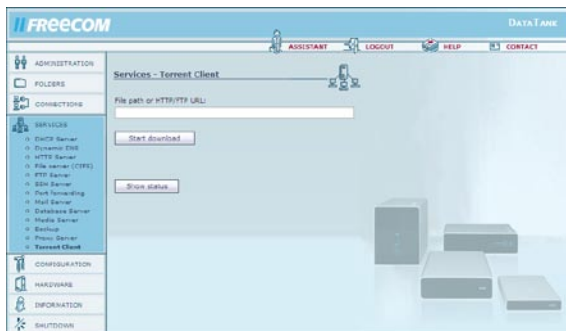 FREECOM
DATA TANK
ASSISTANT
LOGOUT
HELP
CONTACT
ADMINISTRATION
FOLDERS
CONNECTIONS
SERVICES
DHCP Server
Dynamic DNS
HTTP Server
File server (CIFS)
FTP Server
SSH Server
Port forwarding
Mail Server
Database Server
Media Server
Backup
Proxy Server
Torrent Client
CONFIGURATION
HARDWARE
INFORMATION
SHUTDOWN
Services - Torrent Client
File path or HTTP/FTP URL:
Start download
Show status